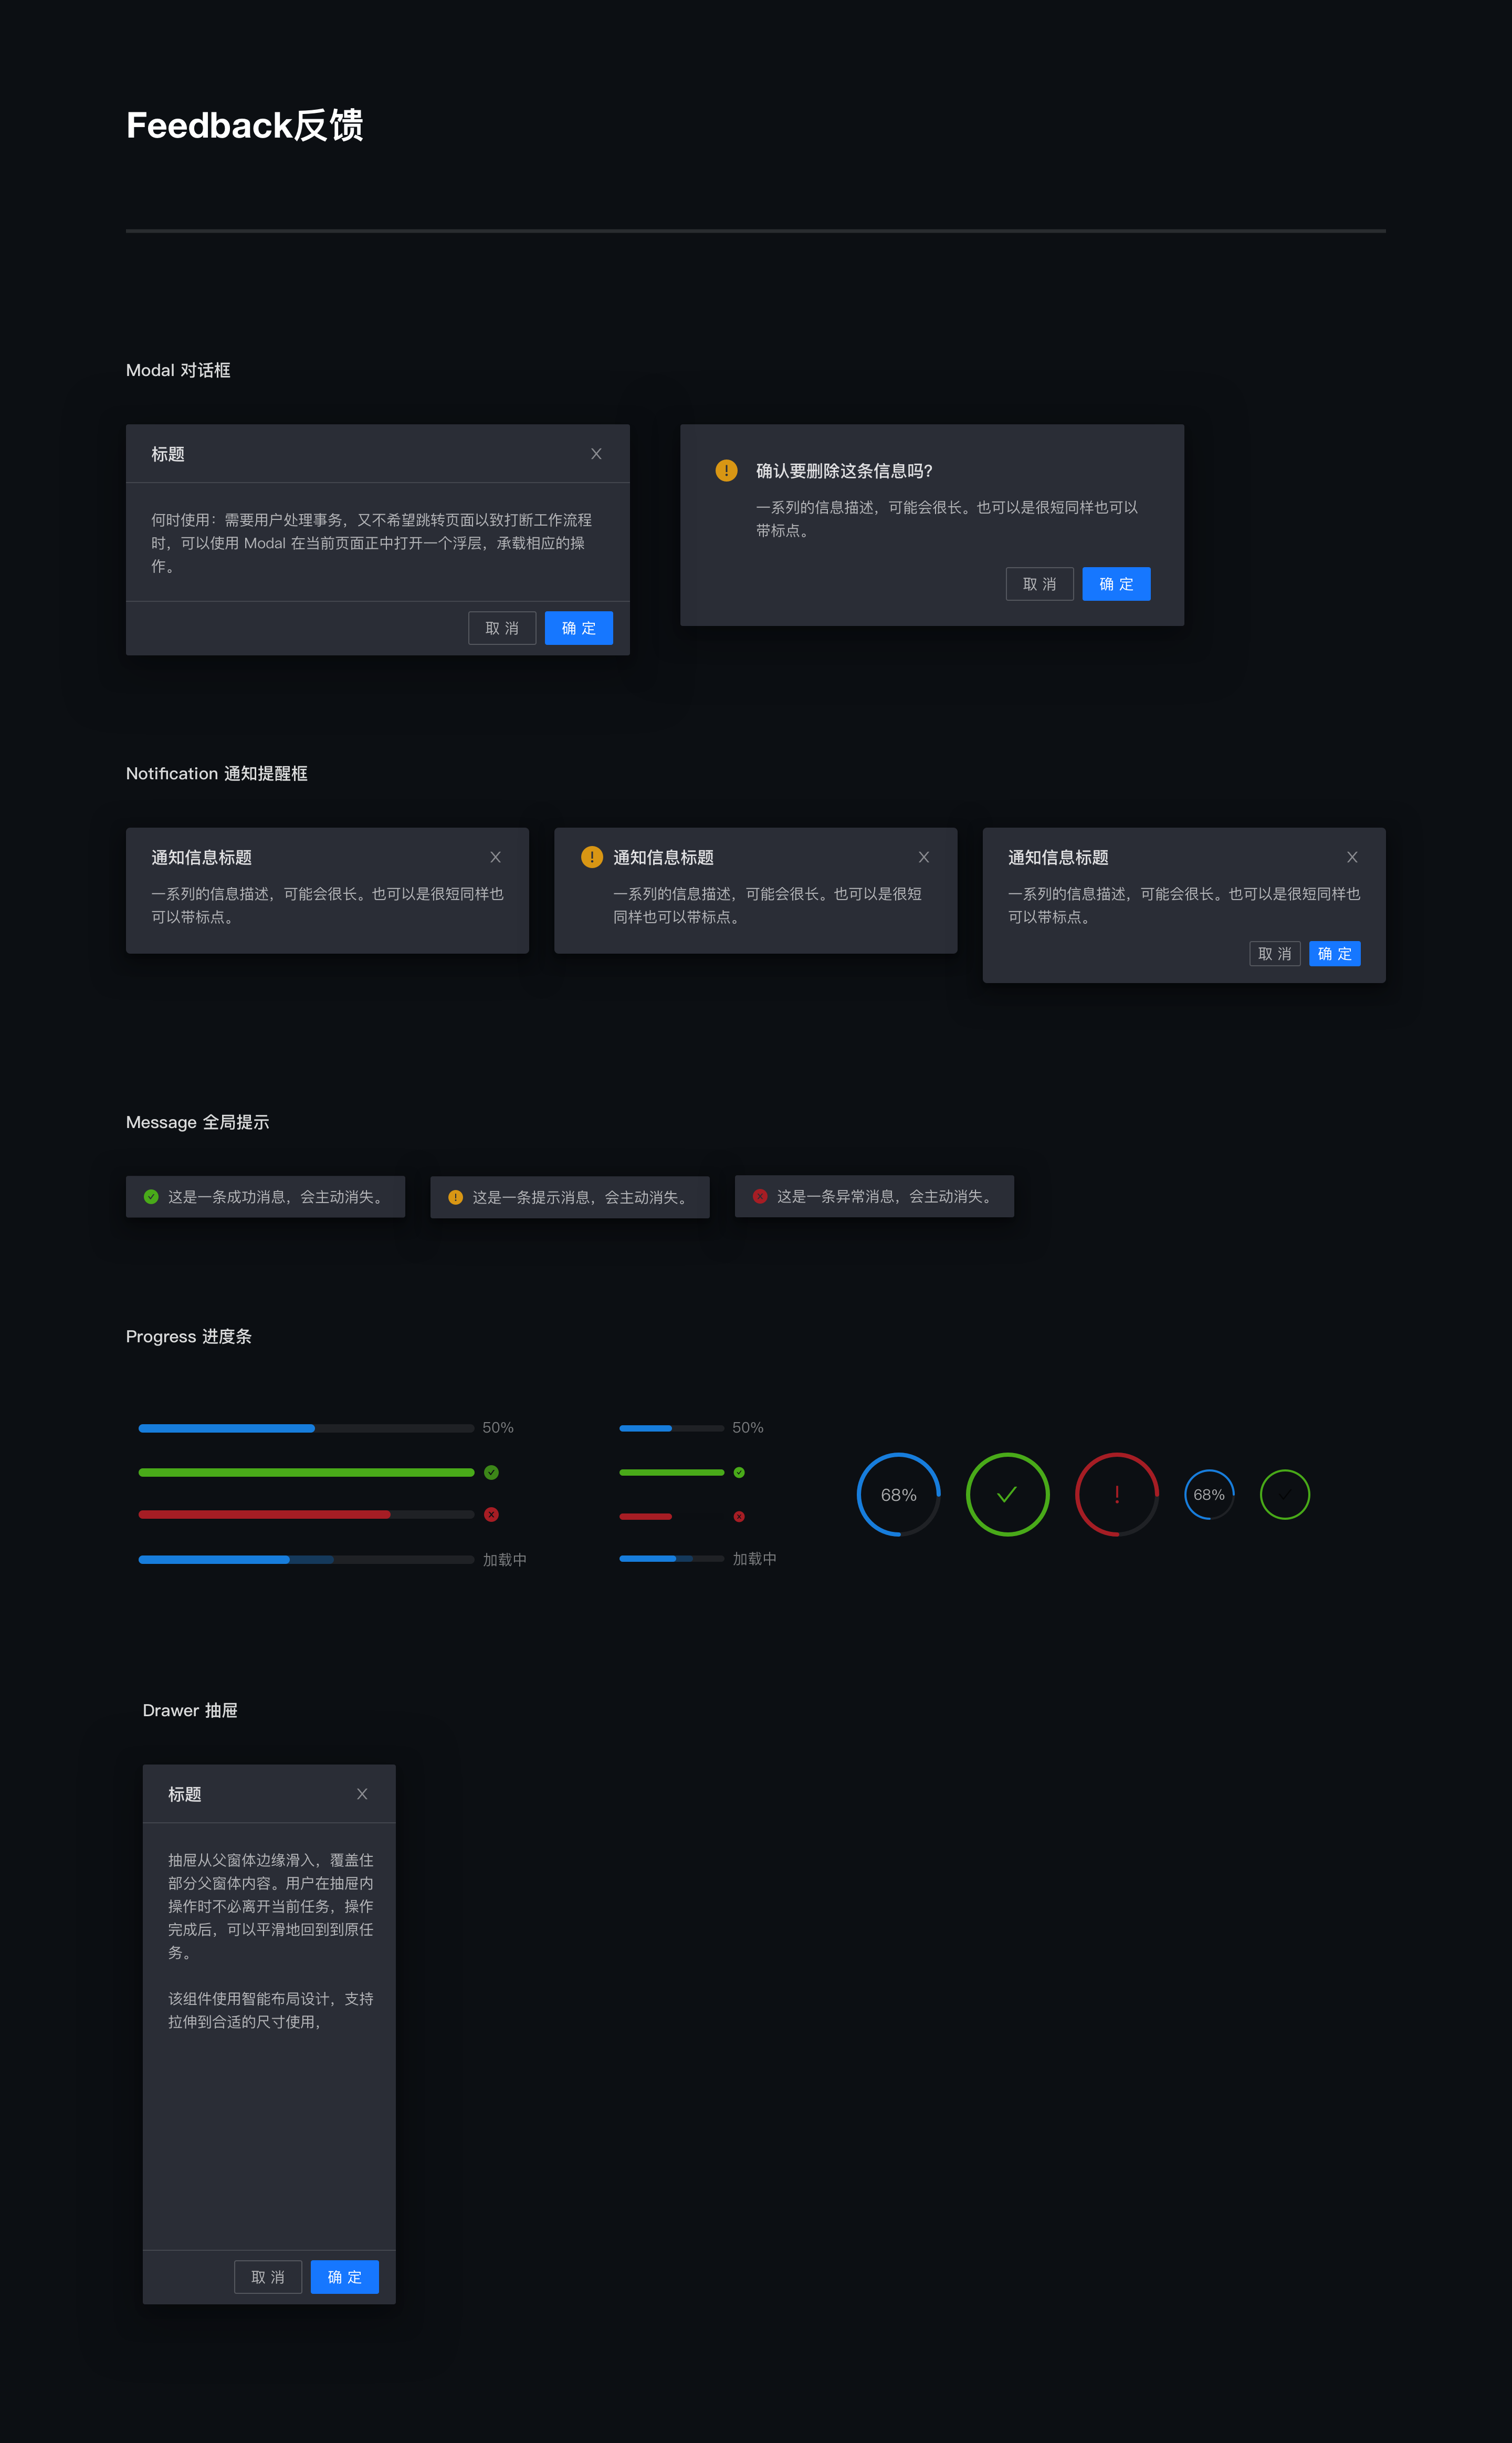 Feedback反馈
Modal 对话框
标题
何时使用：需要用户处理事务，又不希望跳转页面以致打断工作流程
时，可以使用 Modal 在当前页面正中打开一个浮层，承载相应的操
作。
取 消
确 定
确认要删除这条信息吗?
一系列的信息描述，可能会很长。也可以是很短同样也可以
带标点。
取 消
确 定
Notification 通知提醒框
通知信息标题
一系列的信息描述，可能会很长。也可以是很短同样也
可以带标点。
通知信息标题
一系列的信息描述，可能会很长。也可以是很短
同样也可以带标点。
通知信息标题
一系列的信息描述，可能会很长。也可以是很短同样也
可以带标点。
取 消
确 定
Message 全局提示
这是一条成功消息，会主动消失。
这是一条提示消息，会主动消失。
这是一条异常消息，会主动消失。
Progress 进度条
50%
加载中
50%
加载中
68%
68%
Drawer 抽屉
标题
抽屉从父窗体边缘滑入，覆盖住
部分父窗体内容。用户在抽屉内
操作时不必离开当前任务，操作
完成后，可以平滑地回到到原任
务。
该组件使用智能布局设计，支持
拉伸到合适的尺寸使用，
取 消
确 定